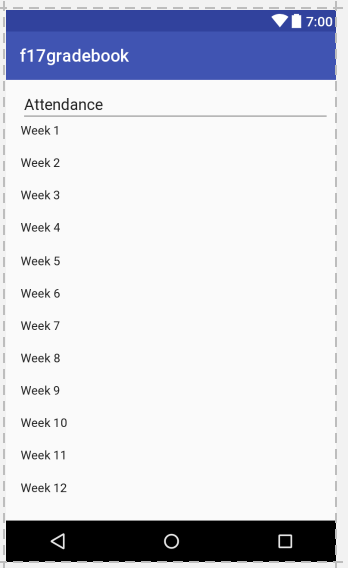 7:00
f17gradebook
Attendance
Week 1
Week 2
Week 3
Week 4
Week 5
Week 6
Week 7
Week 8
Week 9
Week 10
Week 11
Week 12